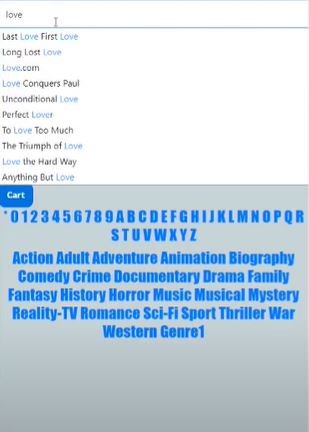 love
Last Love First Love
Long Lost Love
Love.com
Love Conquers Paul
Unconditional Love
Perfect Lover
To Love Too Much
The Triumph of Love
Love the Hard Way
Anything But Love
Cart
* 0 1 2 3 4 5 6 7 8 9 A B C D E F G H I J K L M N O P Q R
S T U V W X Y Z
Action Adult Adventure Animation Biography
Comedy Crime Documentary Drama Family
Fantasy History Horror Music Musical Mystery
Reality-TV Romance Sci-Fi Sport Thriller War
Western Genre1